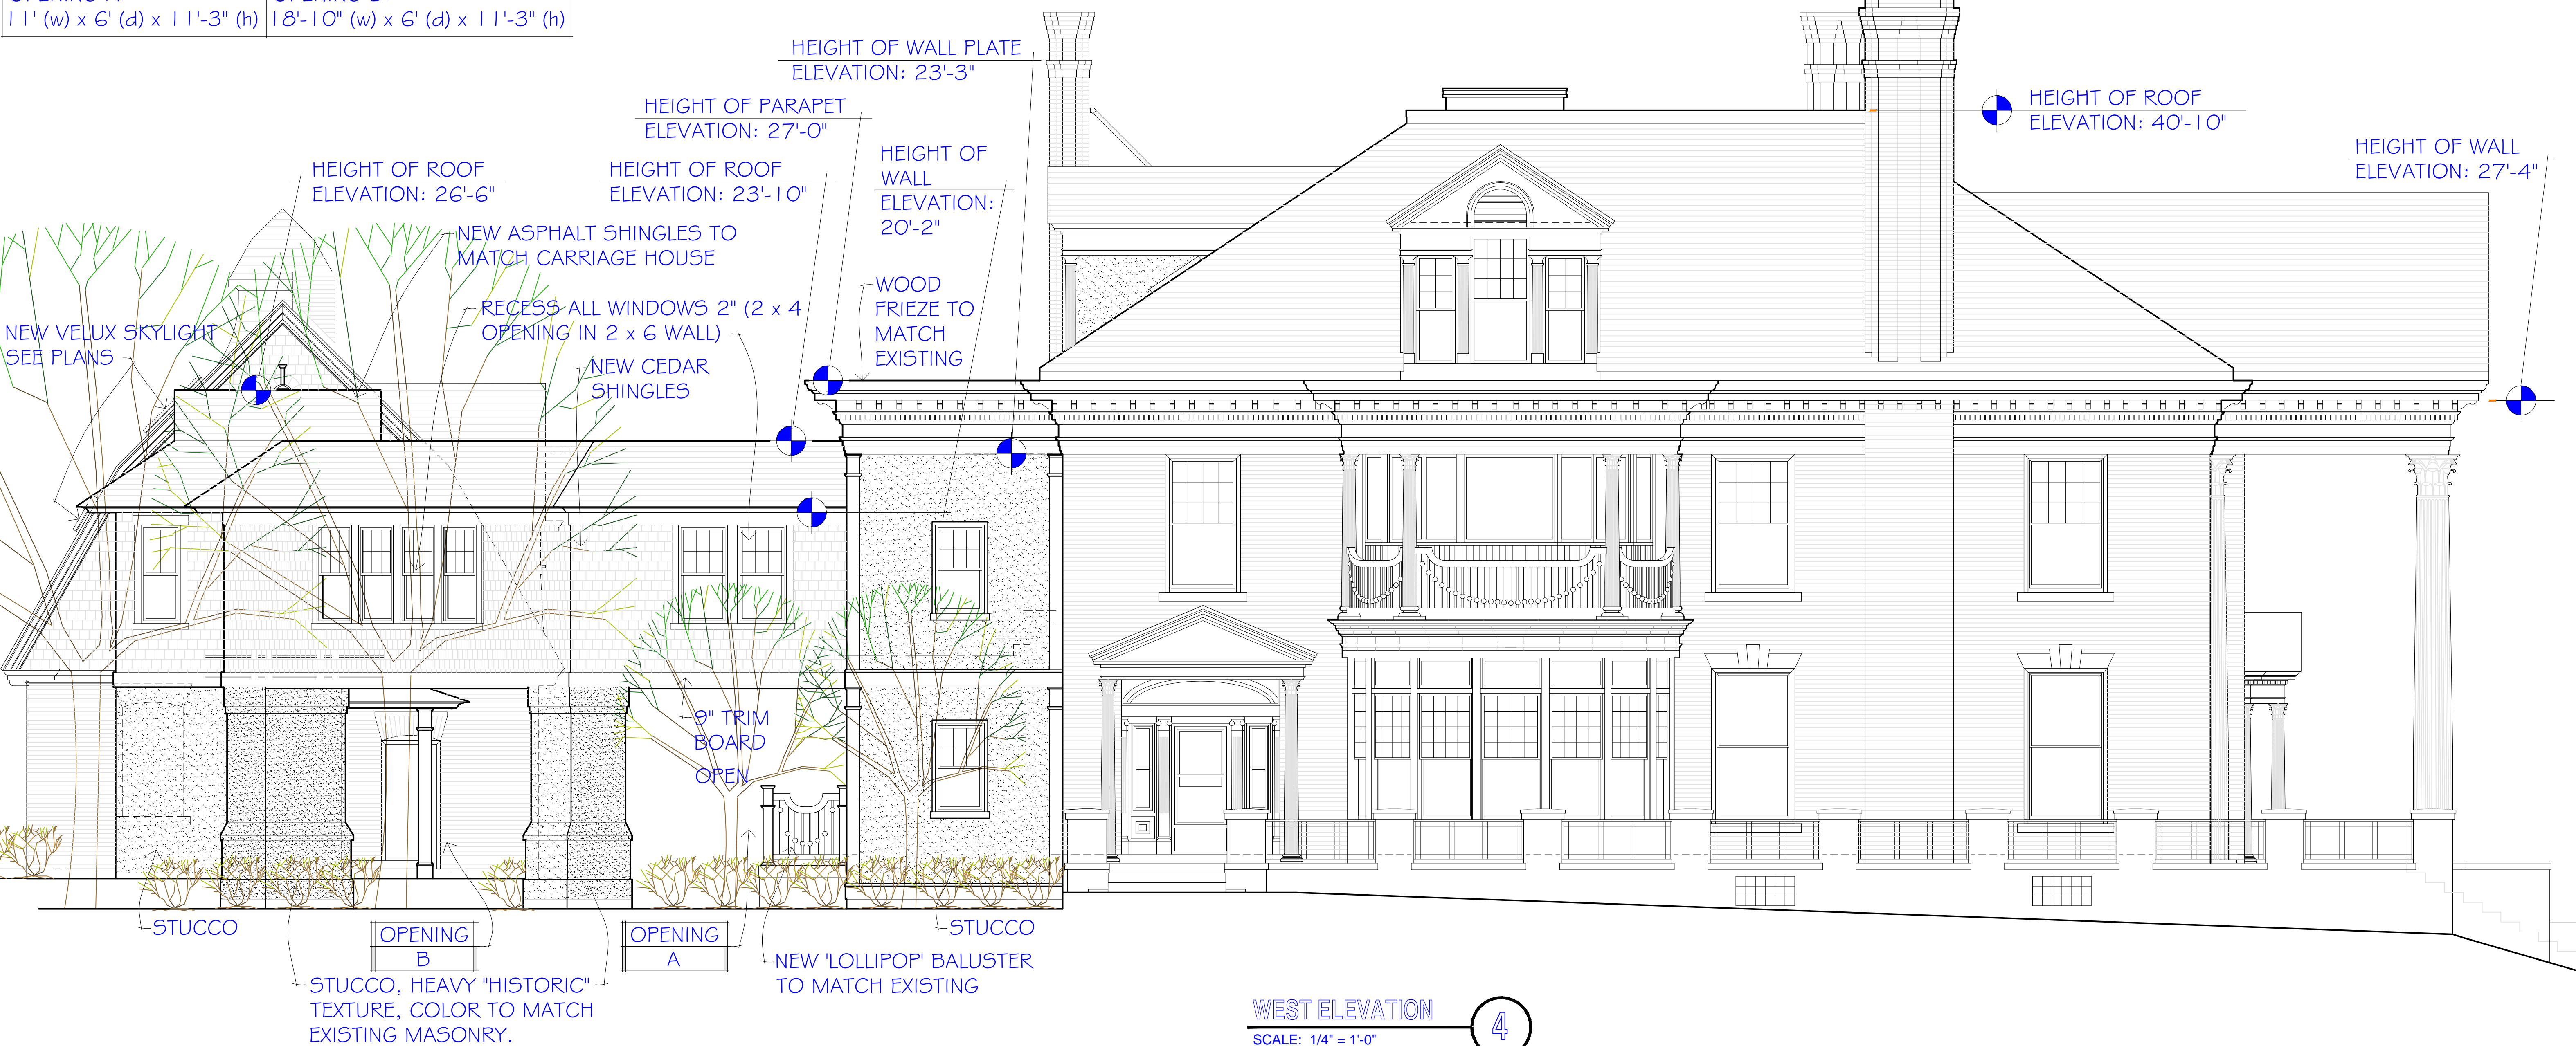 11' (w) x 6' (d) x 11'-3" (h)
18'-10" (w) x 6' (d) x 11'-3" (h)
HEIGHT OF WALL PLATE
ELEVATION: 23'-3"
HEIGHT OF PARAPET
ELEVATION: 27'-0"
HEIGHT OF ROOF
ELEVATION: 40'-10"
HEIGHT OF WALL
ELEVATION: 27'-4"
HEIGHT OF ROOF
ELEVATION: 26'-6"
HEIGHT OF ROOF
ELEVATION: 23'-10"
HEIGHT OF
WALL
ELEVATION:
20'-2"
NEW ASPHALT SHINGLES TO
MATCH CARRIAGE HOUSE
WOOD
FRIEZE TO
MATCH
EXISTING
RECESS ALL WINDOWS 2" (2 x 4
OPENING IN 2 x 6 WALL)
NEW VELUX SKYLIGHT
SEE PLANS
NEW CEDAR
SHINGLES
9" TRIM
BOARD
OPEN
STUCCO
OPENING
B
OPENING
A
STUCCO
NEW 'LOLLIPOP' BALUSTER
TO MATCH EXISTING
STUCCO, HEAVY "HISTORIC"
TEXTURE, COLOR TO MATCH
EXISTING MASONRY.
WEST ELEVATION
4
SCALE: 1/4" = 1'-0"